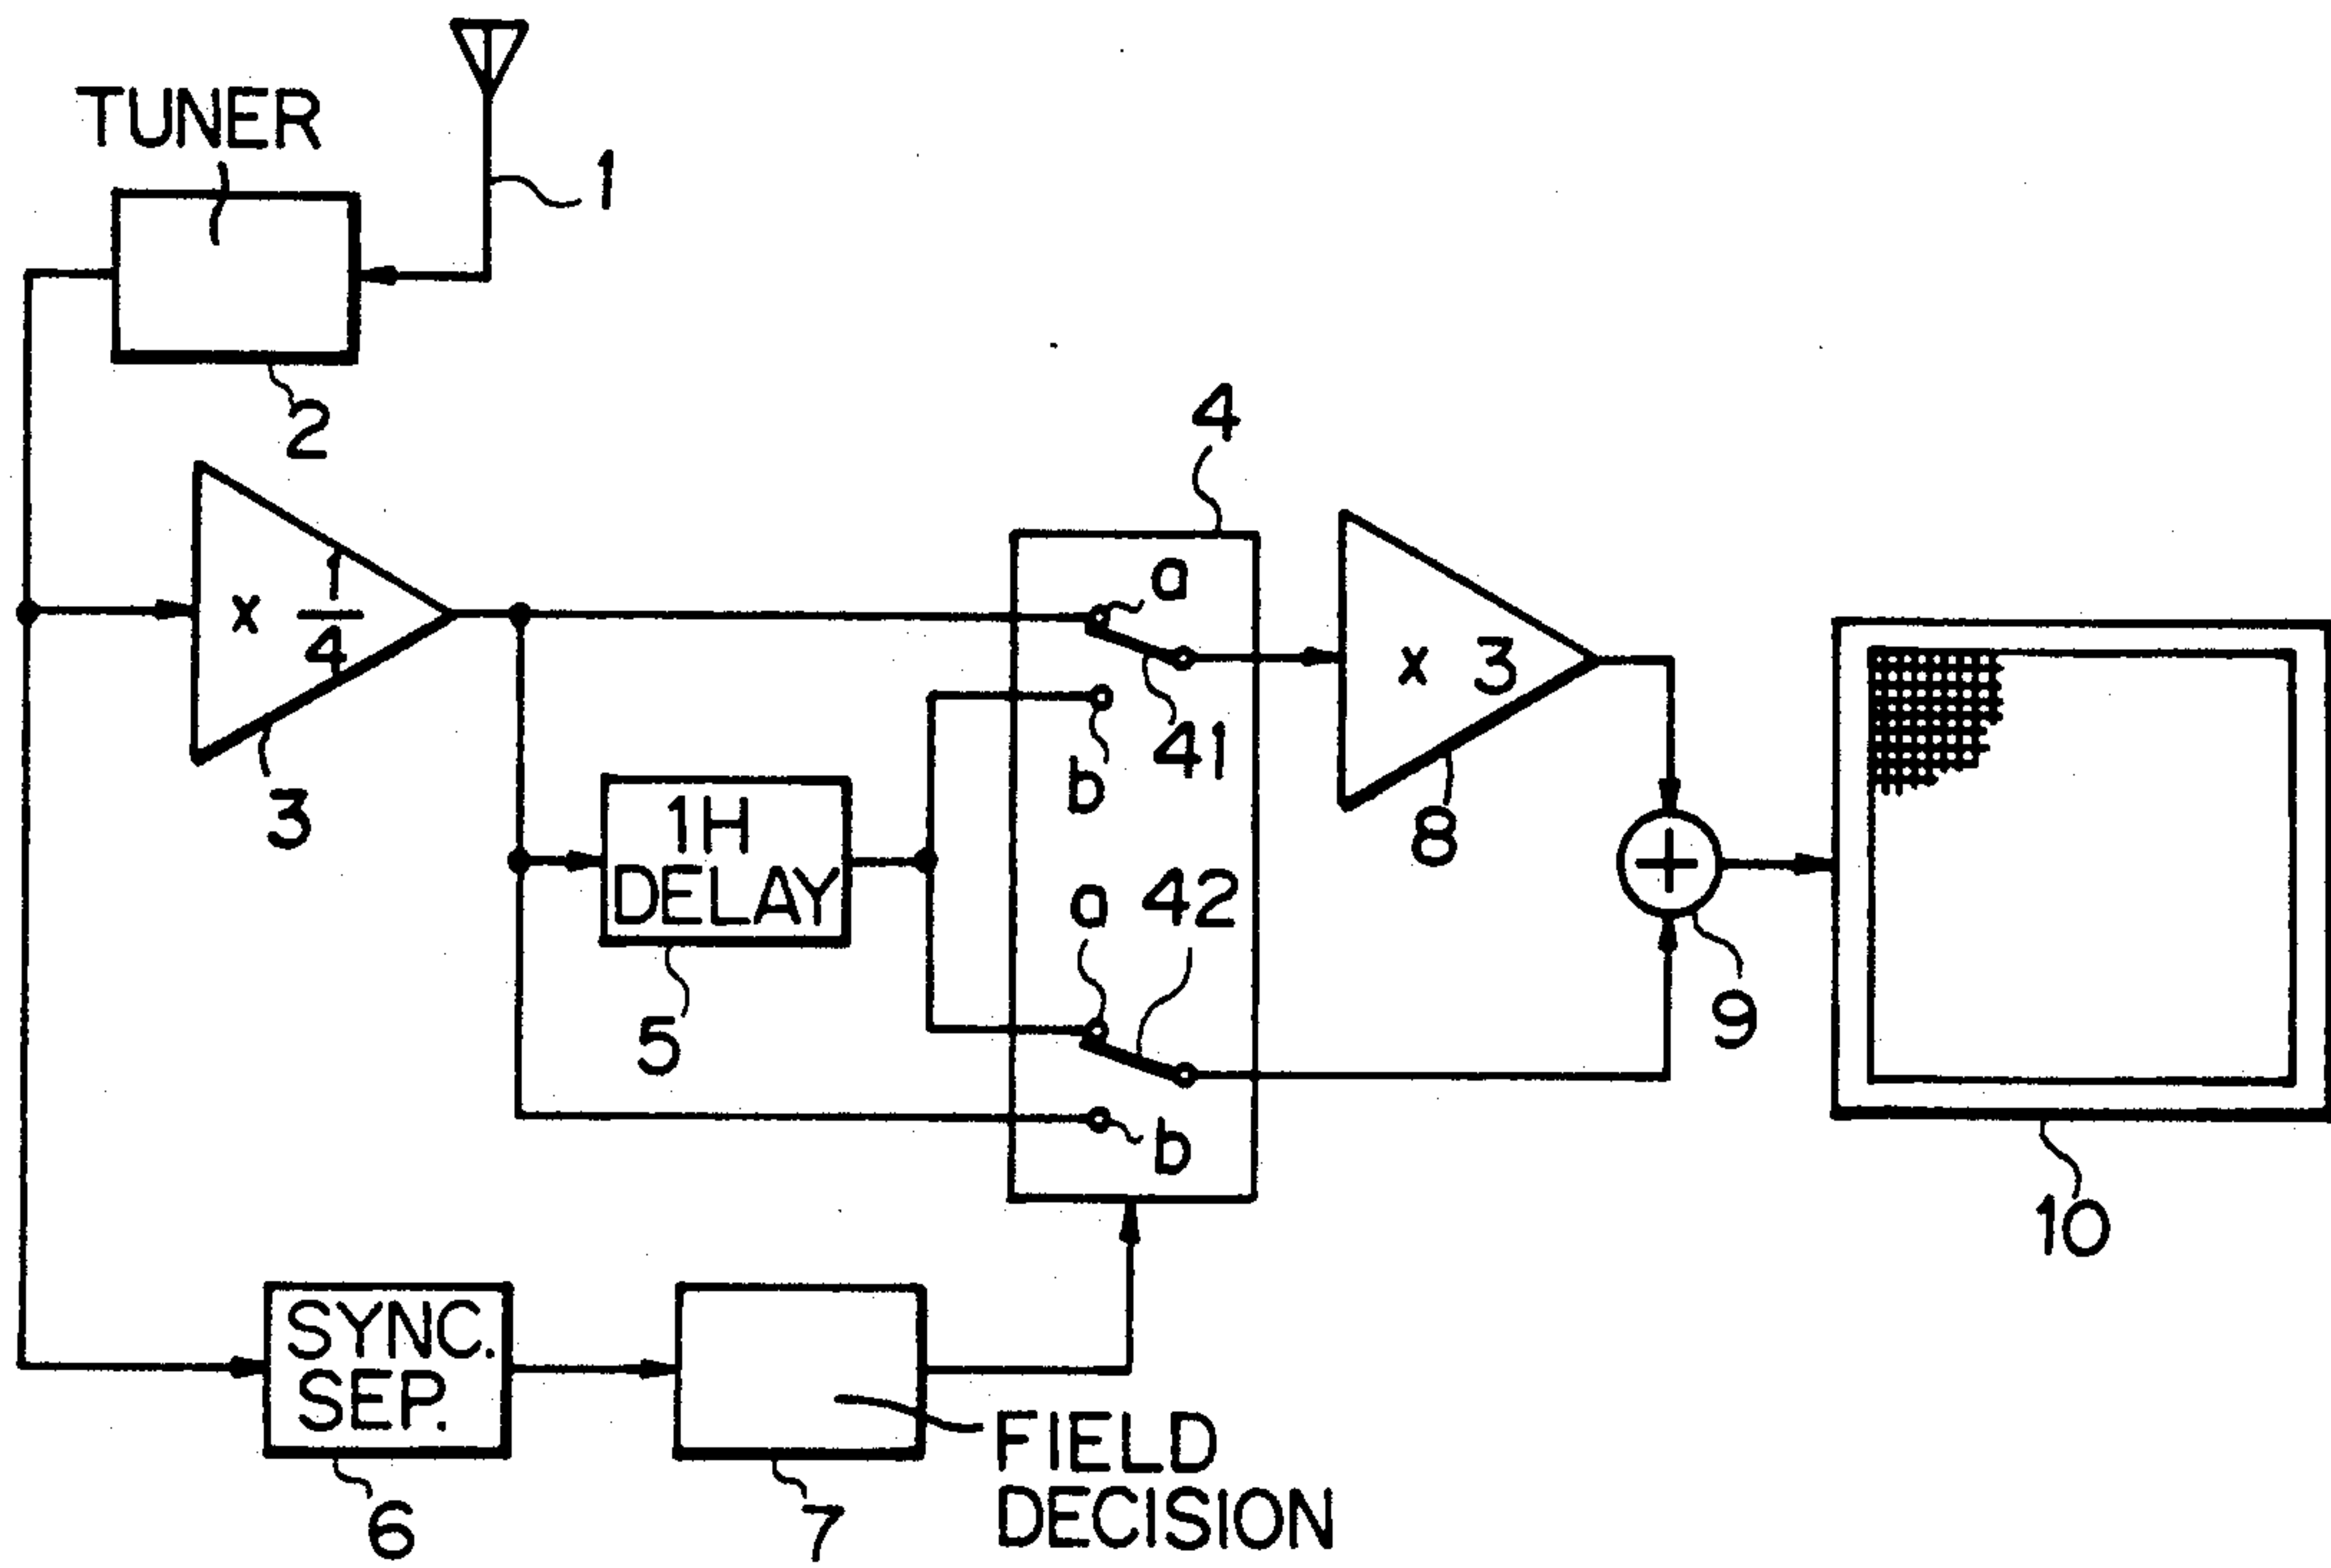 TUNER
1
2
4
x 1/4
a
x 3
3
41
b
8
1H
DELAY
a 42
5
9
b
10
SYNC.
SEP.
FIELD
DECISION
6
7